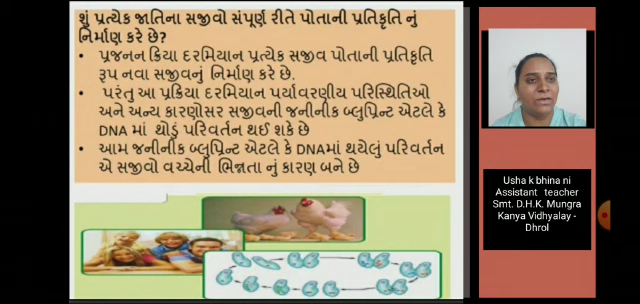 શું પ્રત્યેક જાતિના સજીવો સંપૂર્ણ રીતે પોતાની પ્રતિકૃતિ નું
નિર્માણ કરે છે?
• પ્રજનન ક્રિયા દરમિયાન પ્રત્યેક સજીવ પોતાની પ્રતિકૃતિ
રૂપ નવા સજીવનું નિર્માણ કરે છે.
• પરંતુ આ પ્રક્રિયા દરમિયાન પર્યાવરણીય પરિસ્થિતિઓ
અને અન્ય કારણોસર સજીવની જનીનીક બ્લુપ્રિન્ટ એટલે કે
DNA માં થોડું પરિવર્તન થઈ શકે છે
• આમ જનીનીક બ્લુપ્રિન્ટ એટલે કે DNAમાં થયેલું પરિવર્તન
એ સજીવો વચ્ચેની ભિન્નતા નું કારણ બને છે
Usha k bhina ni
Assistant teacher
Smt. D.H.K. Mungra
Kanya Vidhyalay -
Dhrol